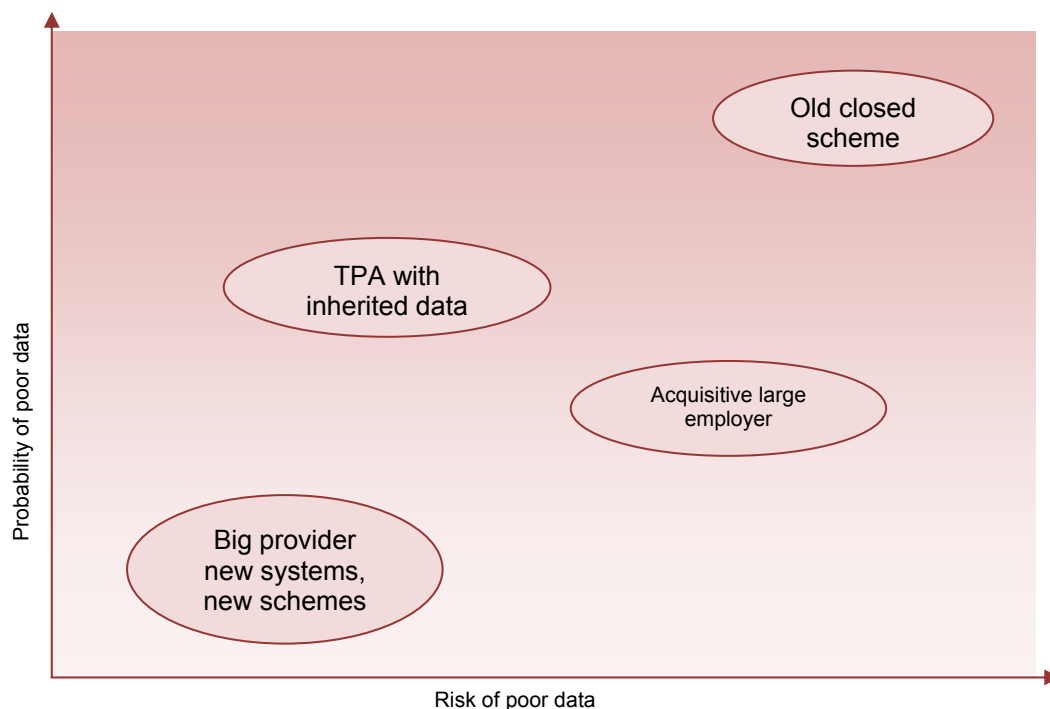 Old closed
scheme
TPA with
inherited data
Acquisitive large
employer
Big provider
new systems,
new schemes
Probability of poor data
Risk of poor data